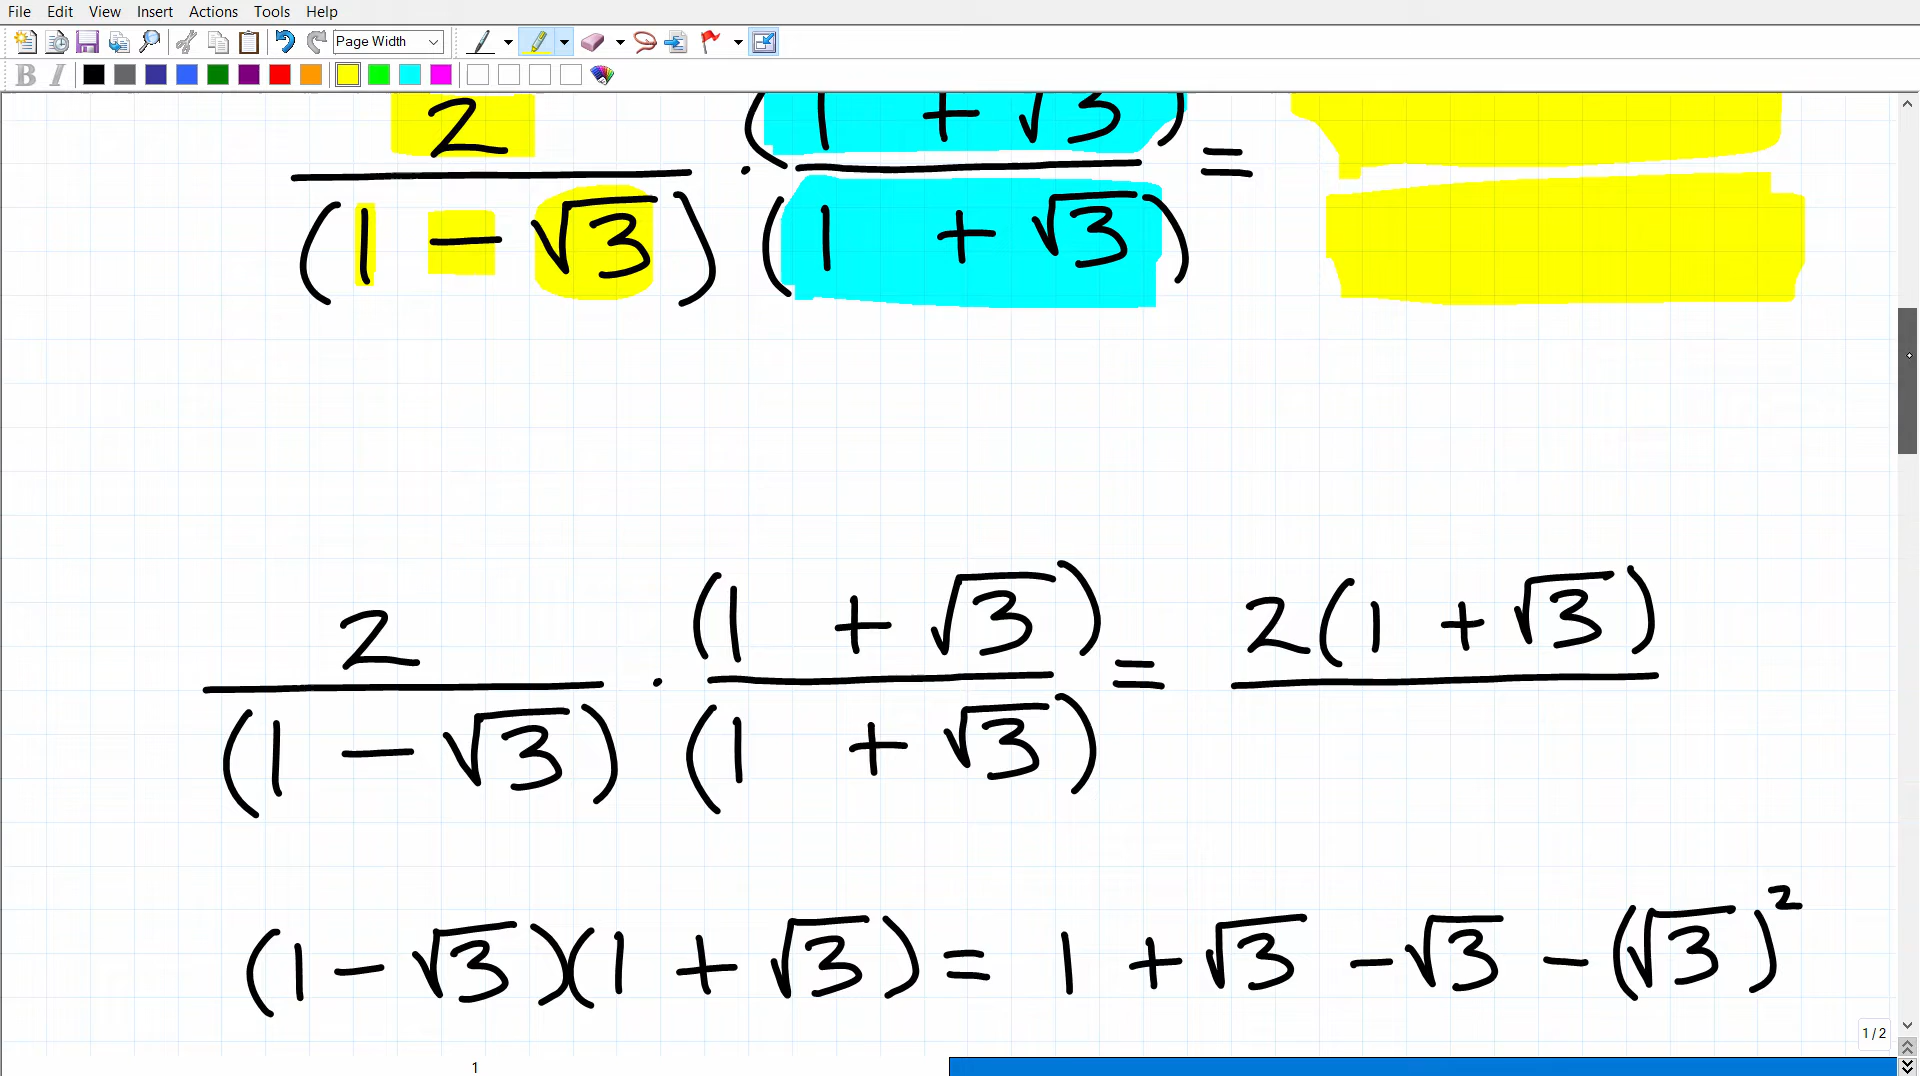 File Edit View Insert Actions Tools Help
Page Width
B I
2 / (1 − √3) · (1 + √3) / (1 + √3) =
2 / (1 − √3) · (1 + √3) / (1 + √3) = 2(1 + √3)
(1 − √3)(1 + √3) = 1 + √3 − √3 − (√3)²
1 / 2
1